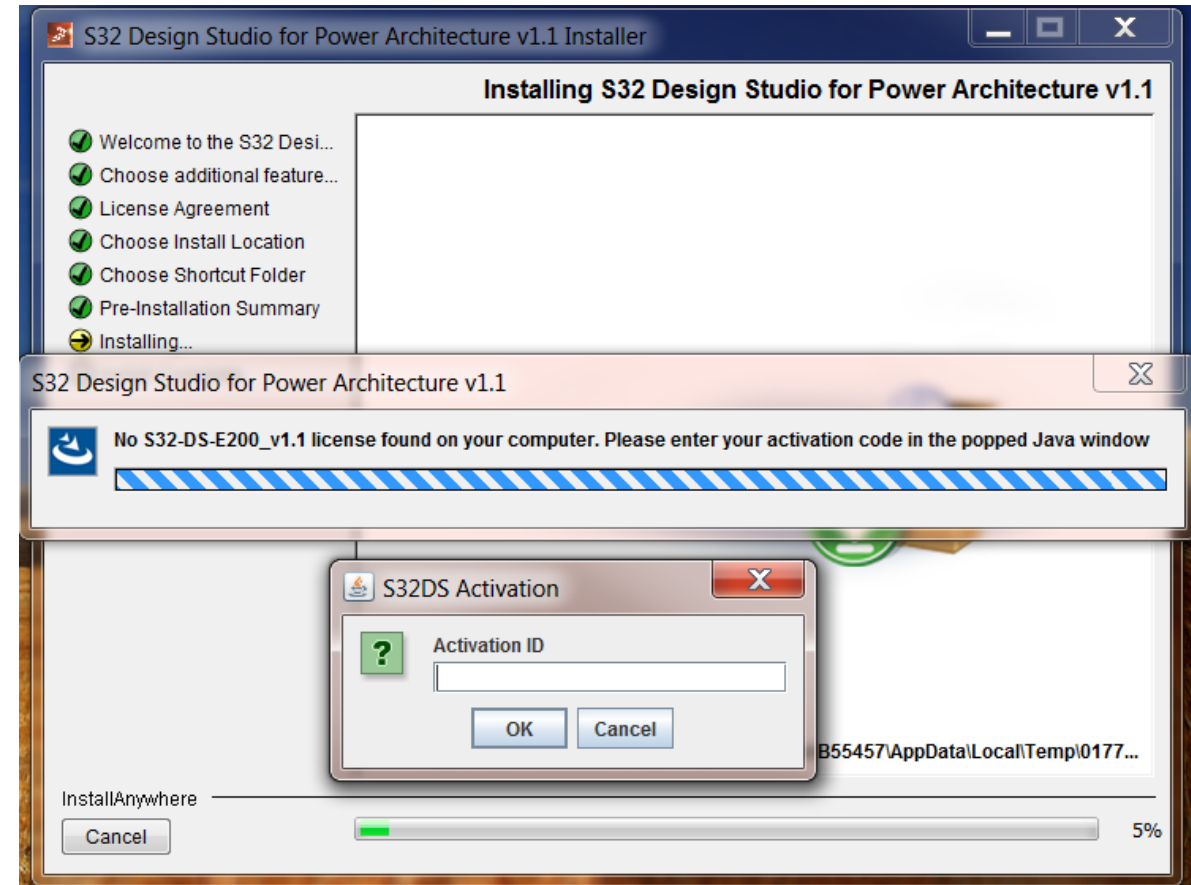 S32 Design Studio for Power Architecture v1.1 Installer
Installing S32 Design Studio for Power Architecture v1.1
Welcome to the S32 Desi...
Choose additional feature...
License Agreement
Choose Install Location
Choose Shortcut Folder
Pre-Installation Summary
Installing...
S32 Design Studio for Power Architecture v1.1
No S32-DS-E200_v1.1 license found on your computer. Please enter your activation code in the popped Java window
S32DS Activation
Activation ID
OK
Cancel
B55457\AppData\Local\Temp\0177...
InstallAnywhere
Cancel
5%